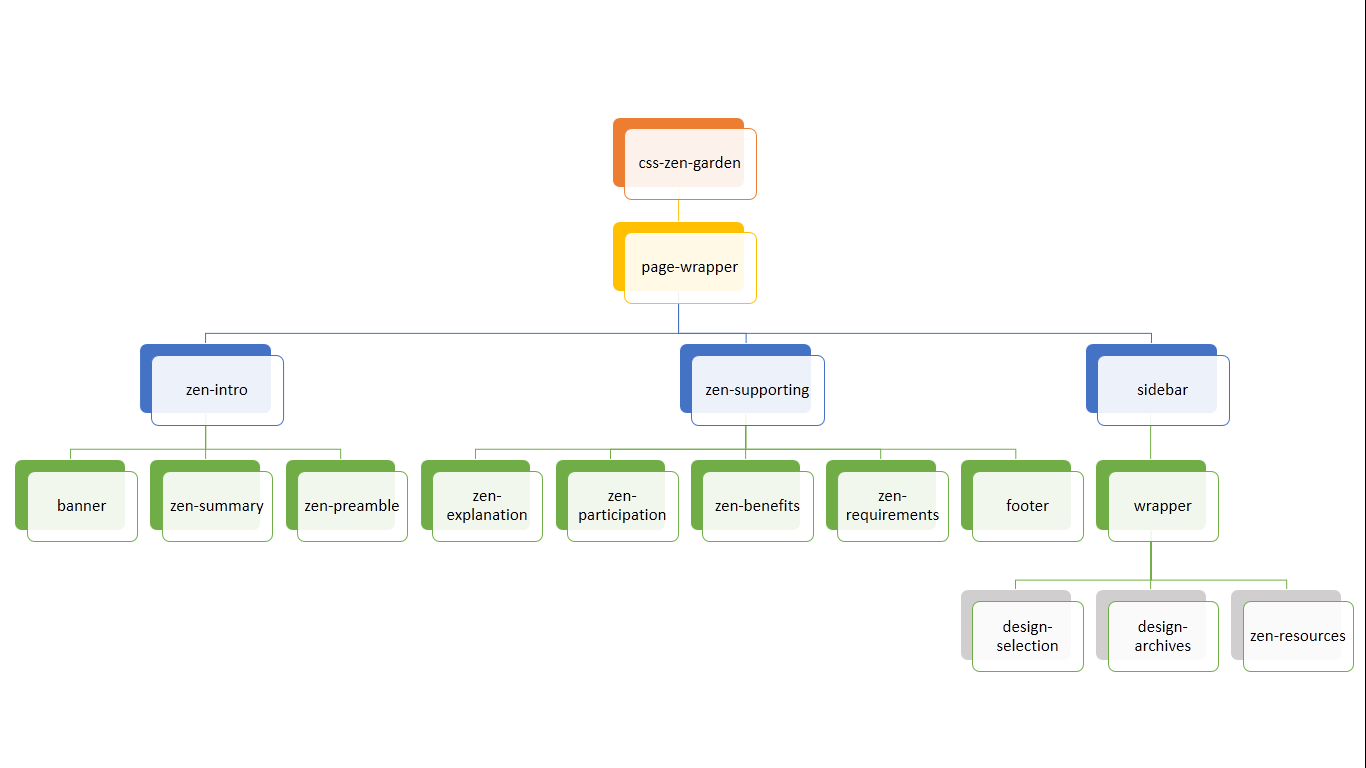 css-zen-garden
page-wrapper
zen-intro
zen-supporting
sidebar
banner
zen-summary
zen-preamble
zen-
explanation
zen-
participation
zen-benefits
zen-
requirements
footer
wrapper
design-
selection
design-
archives
zen-resources